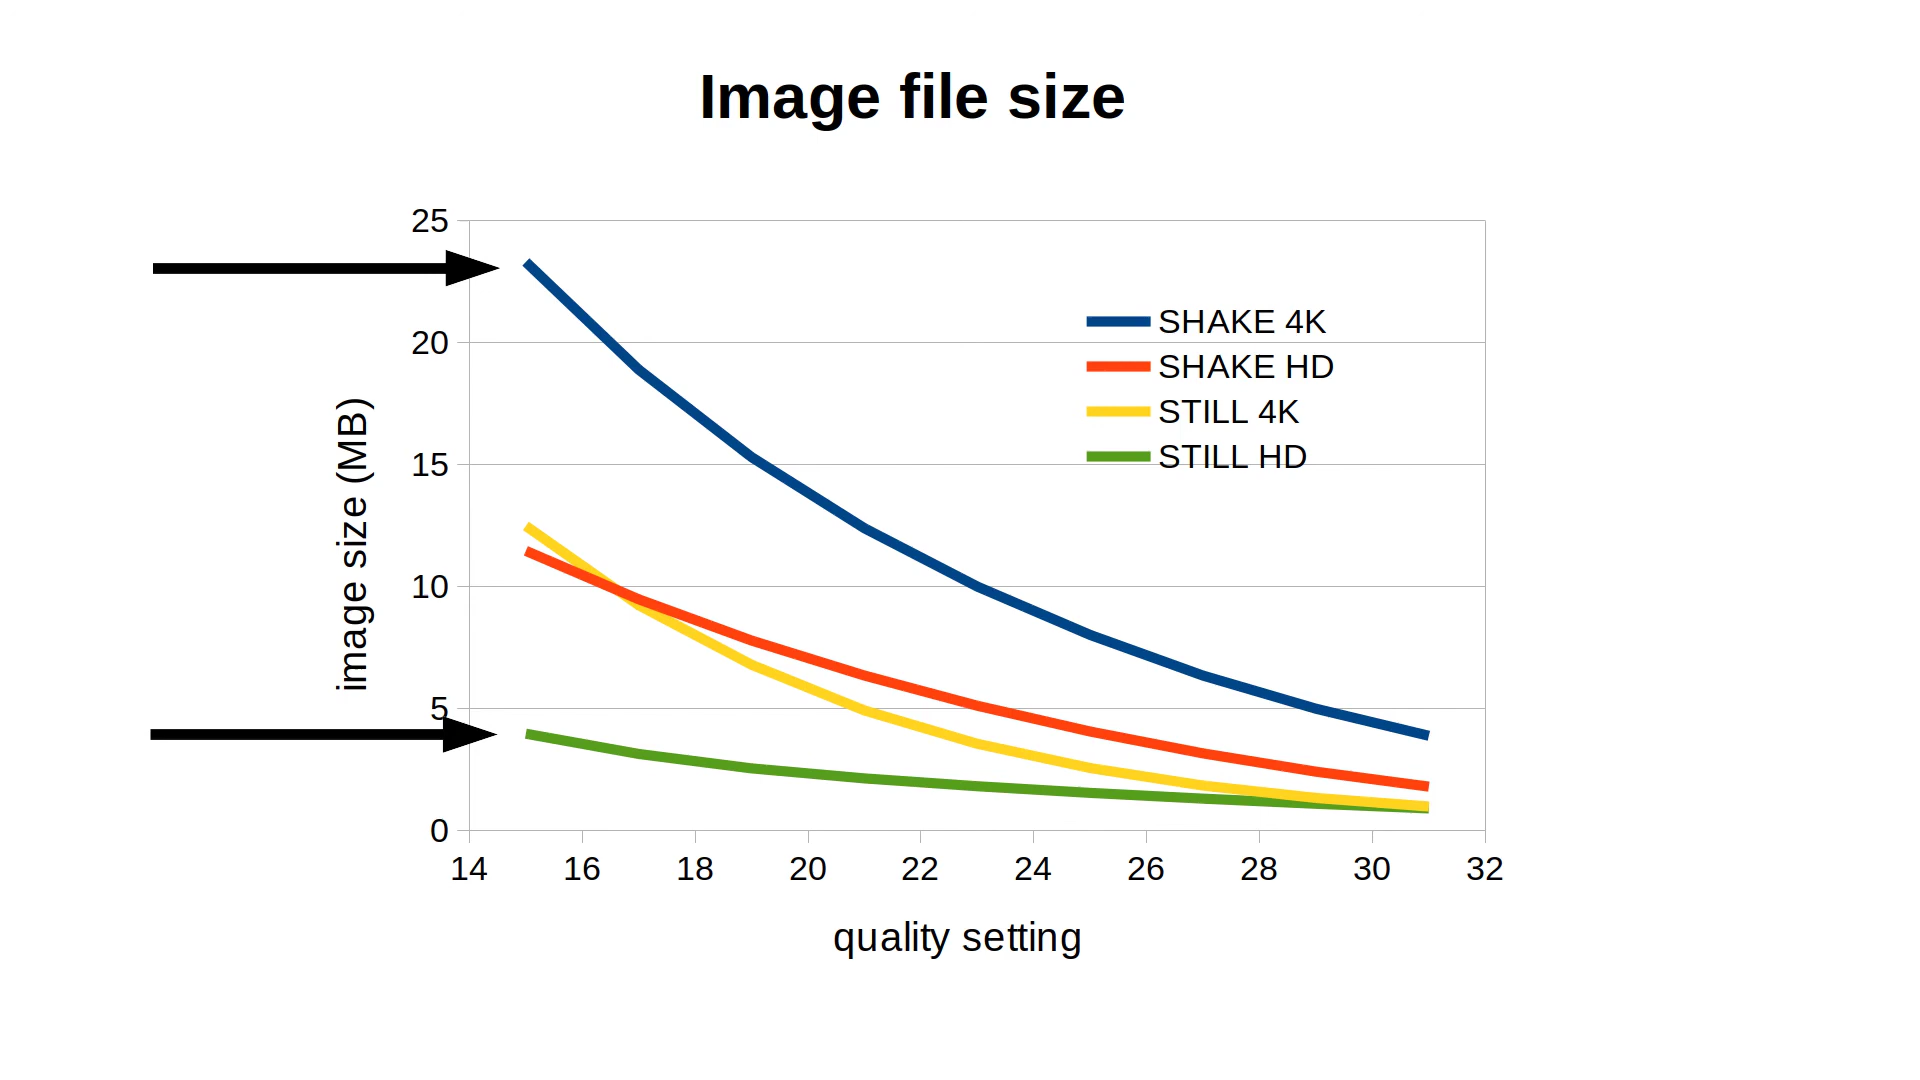 Image file size
25
20
15
10
5
0
image size (MB)
SHAKE 4K
SHAKE HD
STILL 4K
STILL HD
14 16 18 20 22 24 26 28 30 32
quality setting